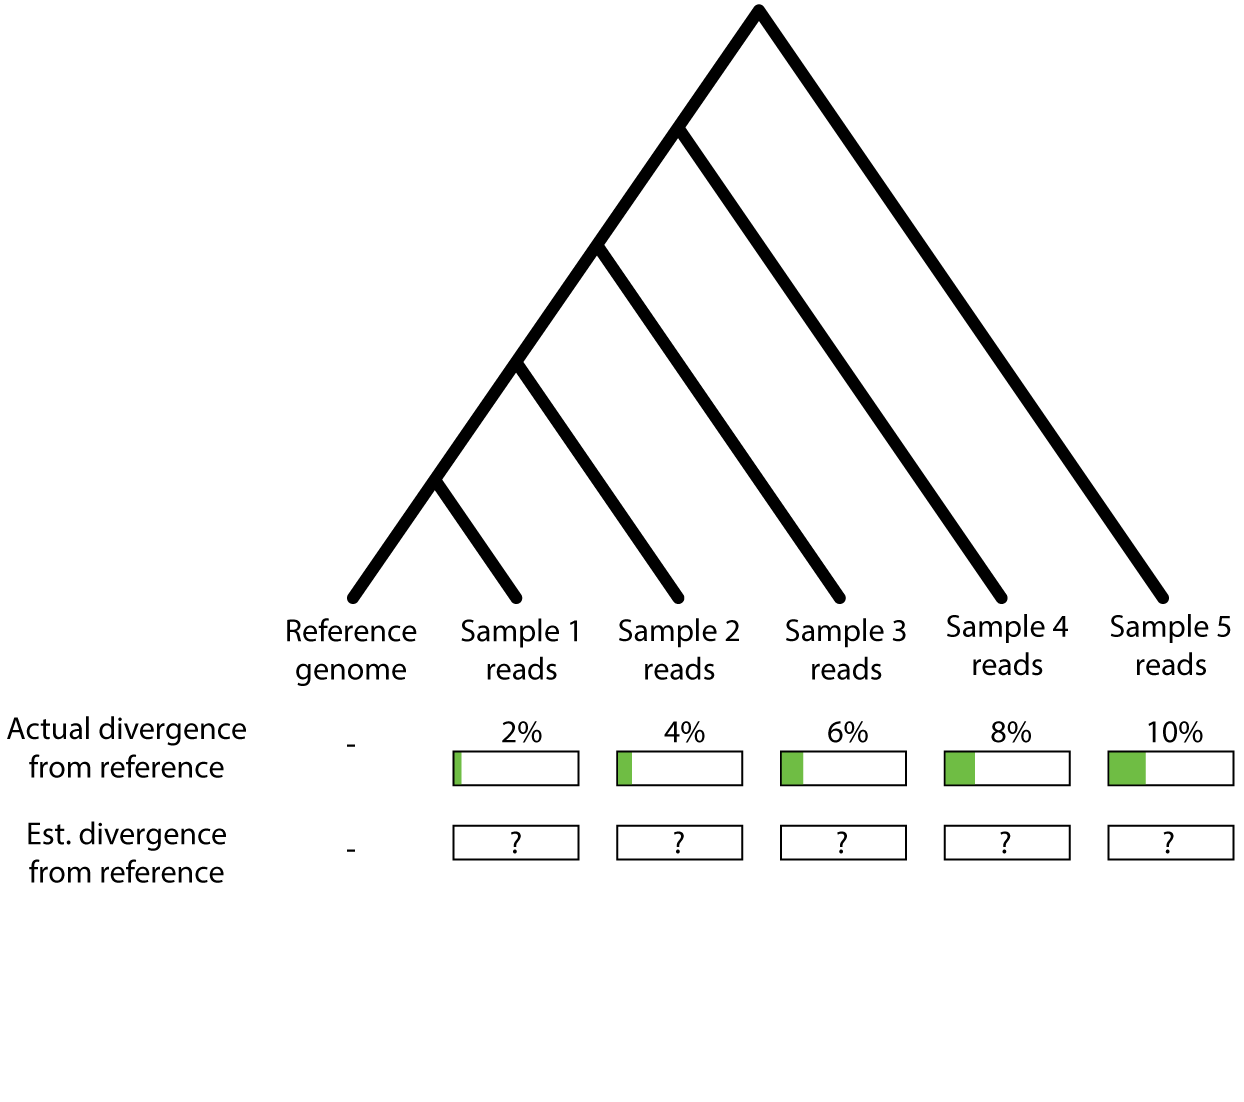 Reference
genome
Sample 1
reads
Sample 2
reads
Sample 3
reads
Sample 4
reads
Sample 5
reads
Actual divergence
from reference
-
2%
4%
6%
8%
10%
Est. divergence
from reference
-
?
?
?
?
?